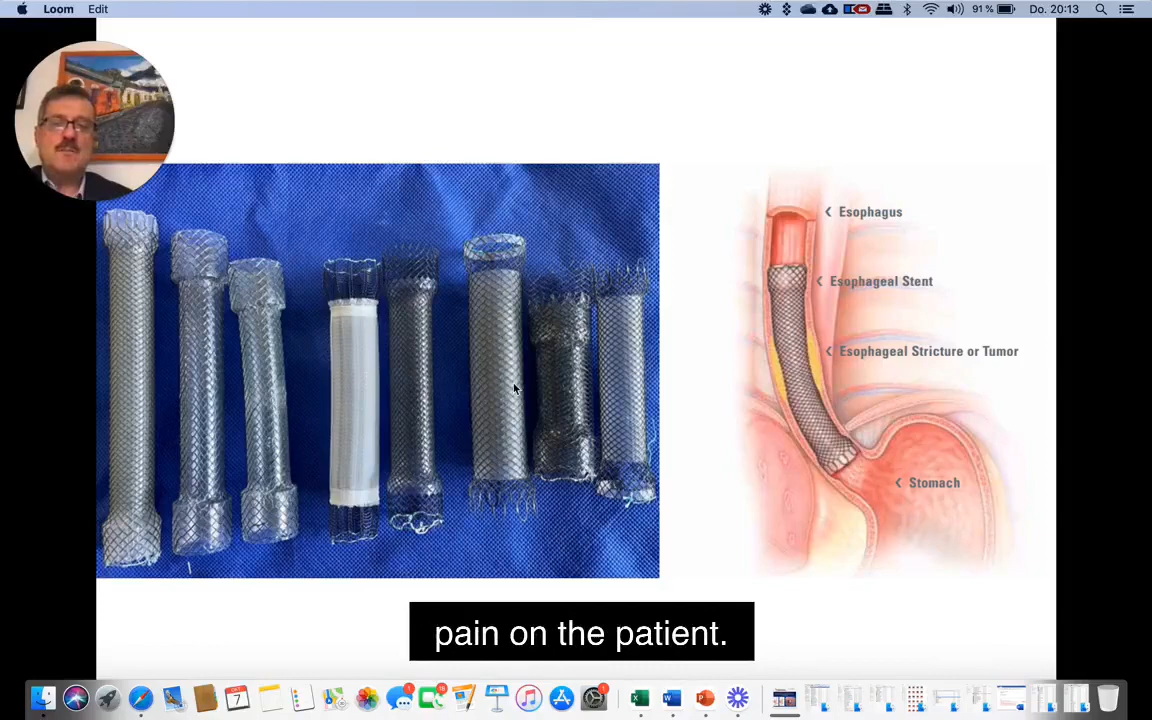 Loom Edit
91 % Do. 20:13
Esophagus
Esophageal Stent
Esophageal Stricture or Tumor
Stomach
pain on the patient.